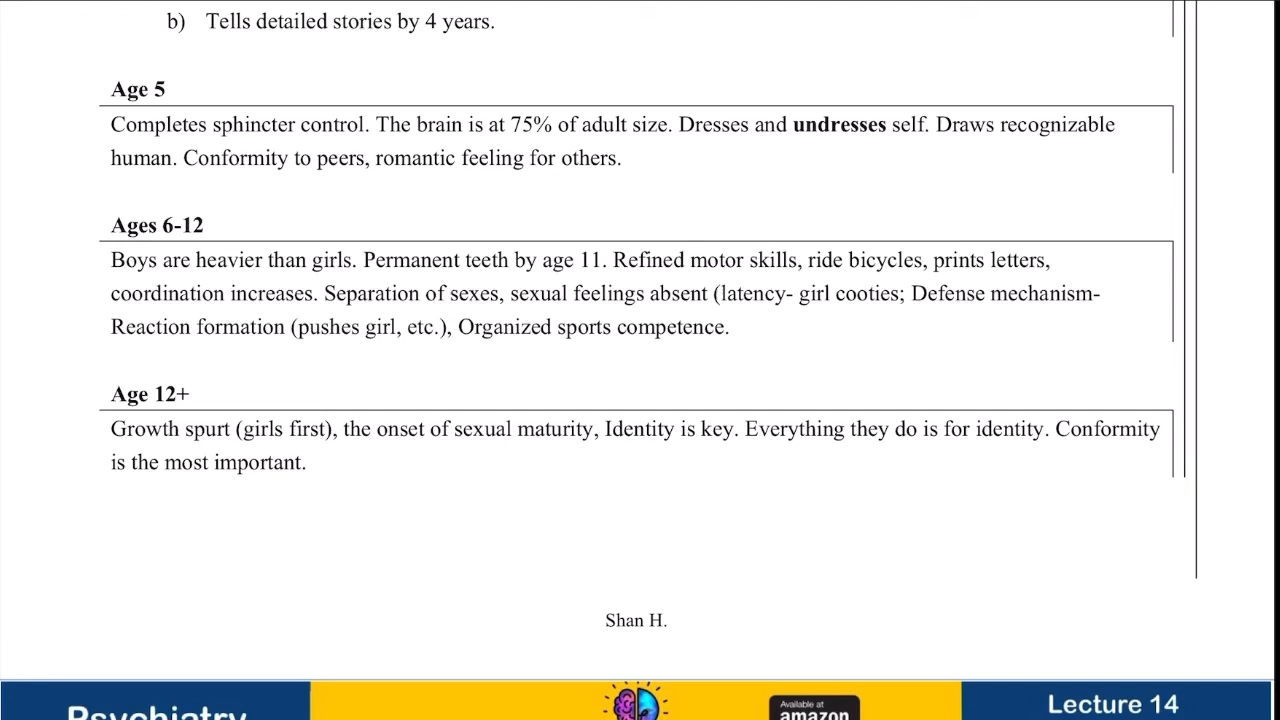 b) Tells detailed stories by 4 years.
Age 5
Completes sphincter control. The brain is at 75% of adult size. Dresses and undresses self. Draws recognizable
human. Conformity to peers, romantic feeling for others.
Ages 6-12
Boys are heavier than girls. Permanent teeth by age 11. Refined motor skills, ride bicycles, prints letters,
coordination increases. Separation of sexes, sexual feelings absent (latency- girl cooties; Defense mechanism-
Reaction formation (pushes girl, etc.), Organized sports competence.
Age 12+
Growth spurt (girls first), the onset of sexual maturity, Identity is key. Everything they do is for identity. Conformity
is the most important.
Shan H.
Psychiatry
Available at
amazon
Lecture 14